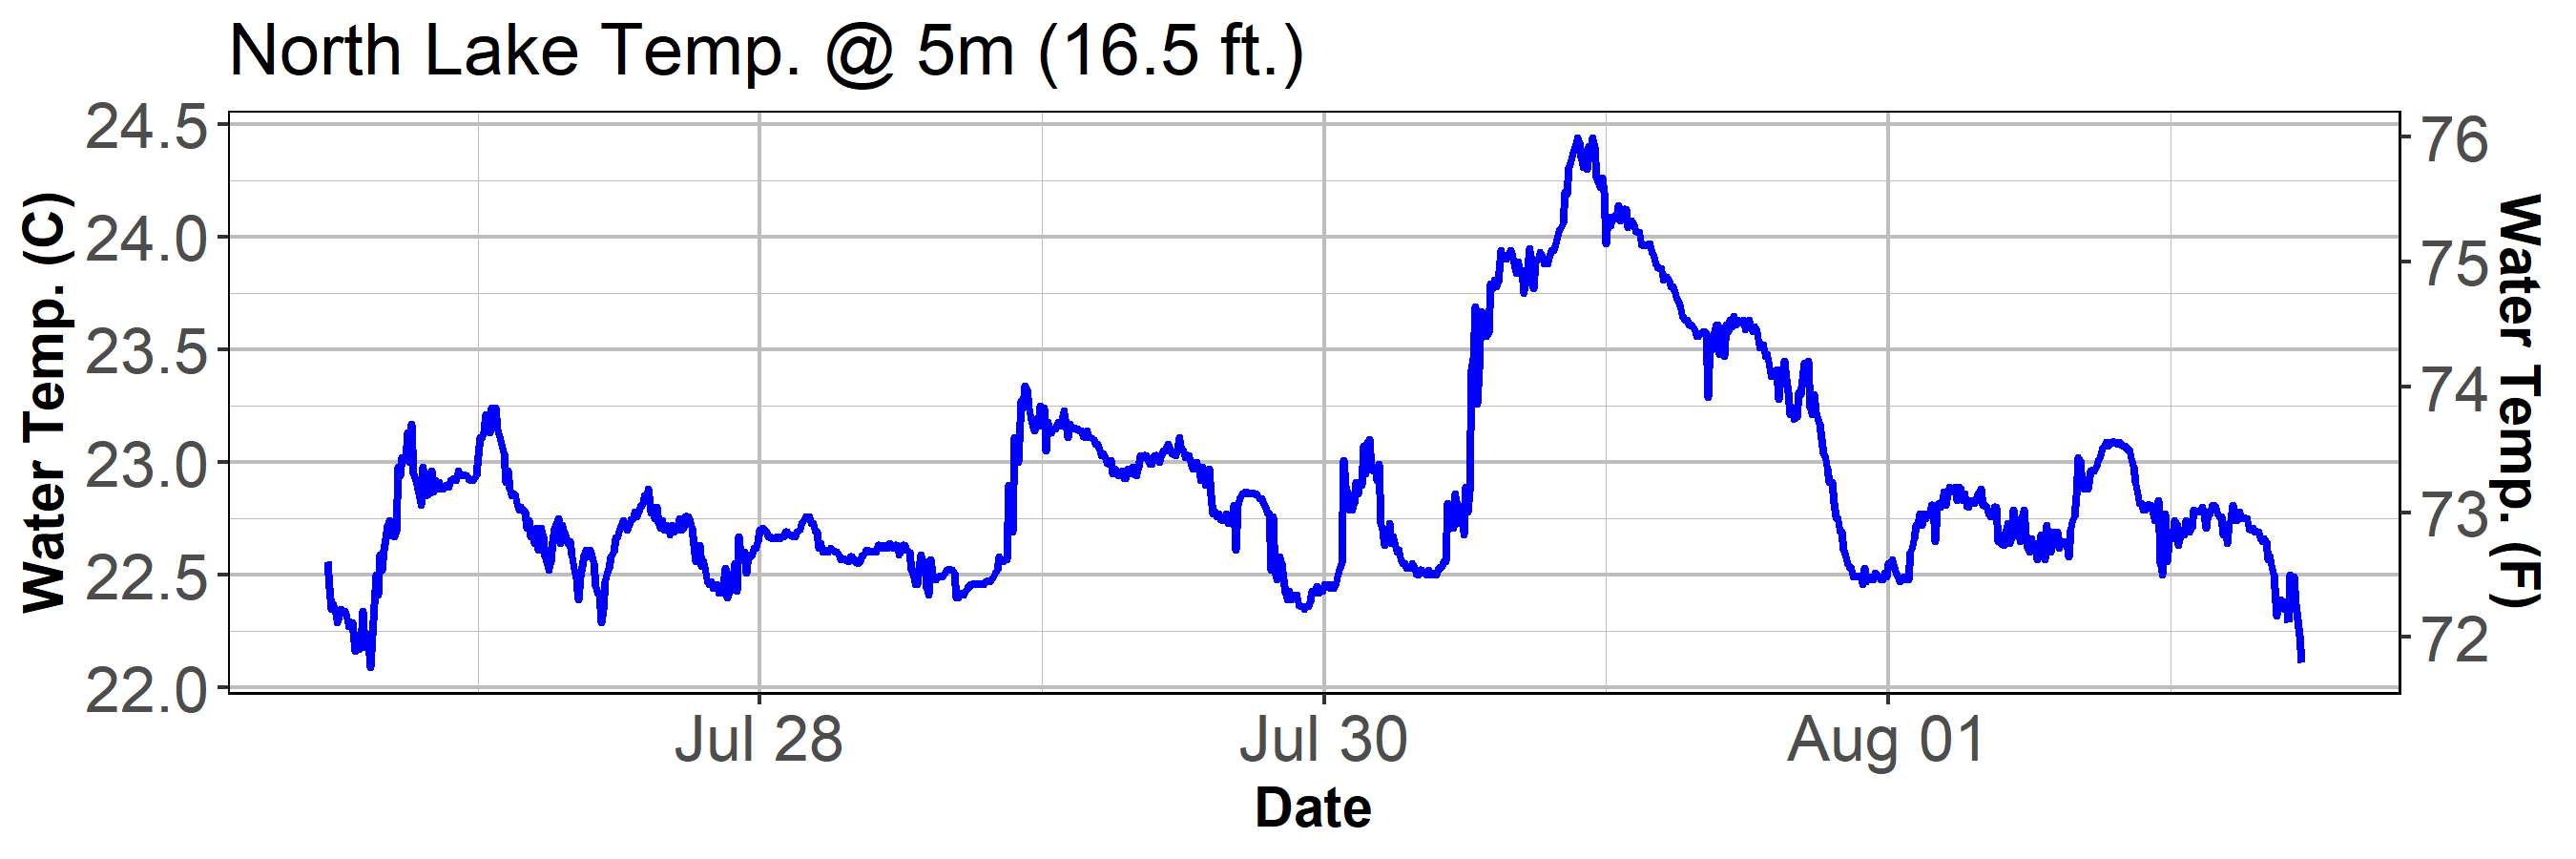 North Lake Temp. @ 5m (16.5 ft.)
Water Temp. (C)
24.5
24.0
23.5
23.0
22.5
22.0
76
75
74
73
72
Water Temp. (F)
Jul 28
Jul 30
Aug 01
Date